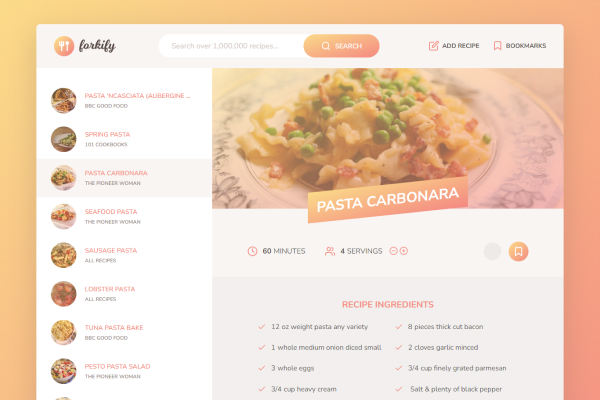 forkify
Search over 1,000,000 recipes...
SEARCH
ADD RECIPE
BOOKMARKS
PASTA 'NCASCIATA (AUBERGINE ...
BBC GOOD FOOD
SPRING PASTA
101 COOKBOOKS
PASTA CARBONARA
THE PIONEER WOMAN
SEAFOOD PASTA
THE PIONEER WOMAN
SAUSAGE PASTA
ALL RECIPES
LOBSTER PASTA
ALL RECIPES
TUNA PASTA BAKE
BBC GOOD FOOD
PESTO PASTA SALAD
THE PIONEER WOMAN
PASTA CARBONARA
60 MINUTES
4 SERVINGS
RECIPE INGREDIENTS
12 oz weight pasta any variety
8 pieces thick cut bacon
1 whole medium onion diced small
2 cloves garlic minced
3 whole eggs
3/4 cup finely grated parmesan
3/4 cup heavy cream
Salt & plenty of black pepper